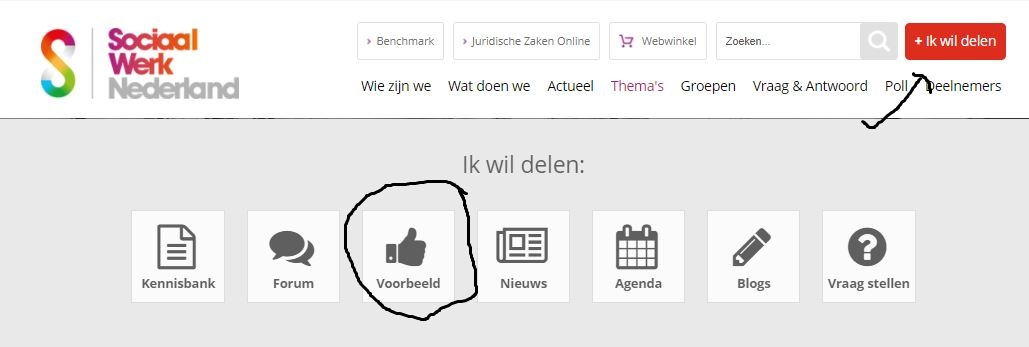 Sociaal
Werk
Nederland
Benchmark
Juridische Zaken Online
Webwinkel
Zoeken...
+ Ik wil delen
Wie zijn we Wat doen we Actueel Thema's Groepen Vraag & Antwoord Poll Deelnemers
Ik wil delen:
Kennisbank Forum Voorbeeld Nieuws Agenda Blogs Vraag stellen